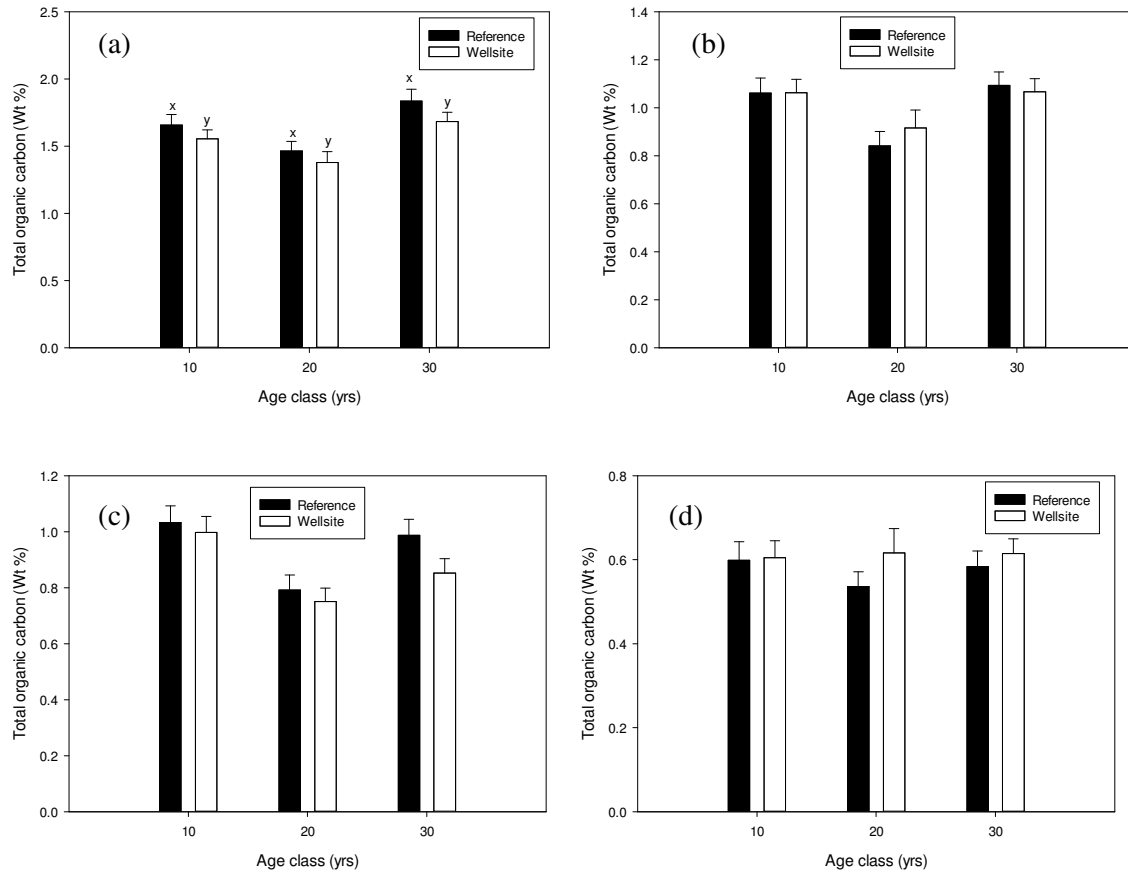 (a)
Reference
Wellsite
Total organic carbon (Wt %)
2.5
2.0
1.5
1.0
0.5
0.0
x
y
x
y
x
y
10
20
30
Age class (yrs)
(b)
Reference
Wellsite
Total organic carbon (Wt %)
1.4
1.2
1.0
0.8
0.6
0.4
0.2
0.0
10
20
30
Age class (yrs)
(c)
Reference
Wellsite
Total organic carbon (Wt %)
1.2
1.0
0.8
0.6
0.4
0.2
0.0
10
20
30
Age class (yrs)
(d)
Reference
Wellsite
Total organic carbon (Wt %)
0.8
0.6
0.4
0.2
0.0
10
20
30
Age class (yrs)